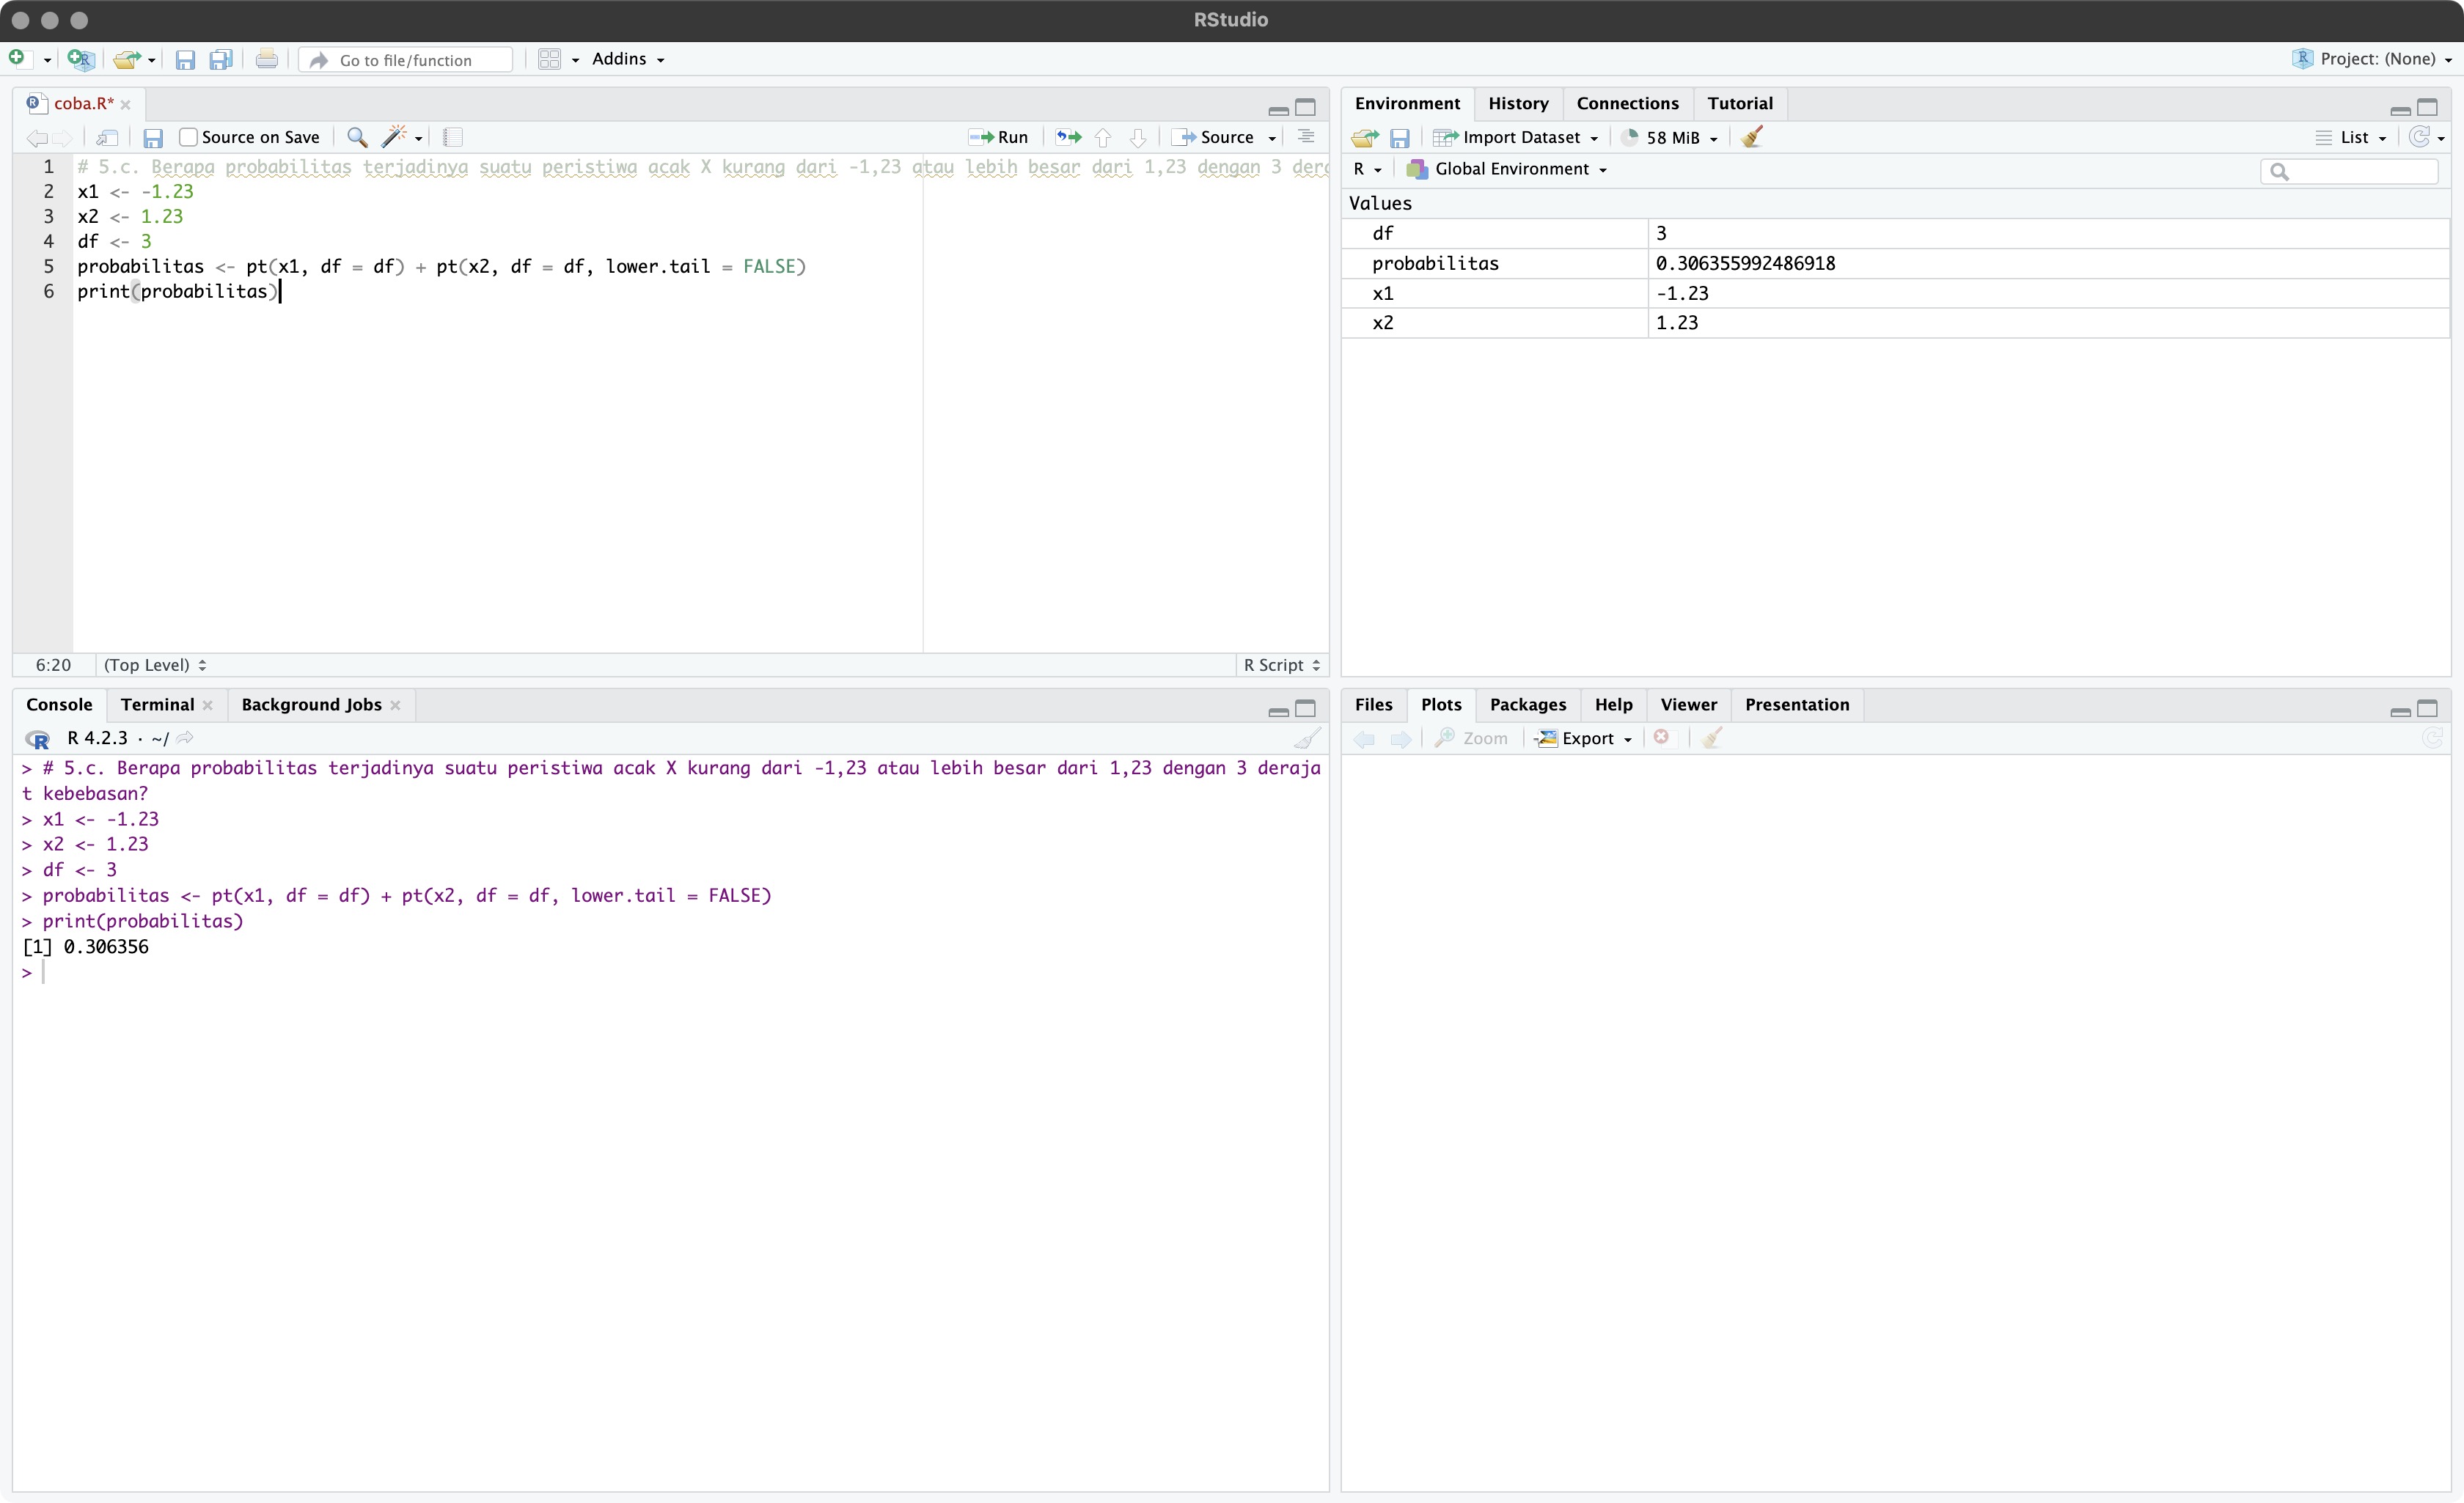 RStudio
Go to file/function
Addins
Project: (None)
coba.R*
Source on Save
Run
Source
1 # 5.c. Berapa probabilitas terjadinya suatu peristiwa acak X kurang dari -1,23 atau lebih besar dari 1,23 dengan 3 dera
2 x1 <- -1.23
3 x2 <- 1.23
4 df <- 3
5 probabilitas <- pt(x1, df = df) + pt(x2, df = df, lower.tail = FALSE)
6 print(probabilitas)
6:20
(Top Level)
R Script
Environment
History
Connections
Tutorial
Import Dataset
58 MiB
List
R
Global Environment
Values
df 3
probabilitas 0.306355992486918
x1 -1.23
x2 1.23
Console
Terminal
Background Jobs
R 4.2.3 · ~/
> # 5.c. Berapa probabilitas terjadinya suatu peristiwa acak X kurang dari -1,23 atau lebih besar dari 1,23 dengan 3 deraja
t kebebasan?
> x1 <- -1.23
> x2 <- 1.23
> df <- 3
> probabilitas <- pt(x1, df = df) + pt(x2, df = df, lower.tail = FALSE)
> print(probabilitas)
[1] 0.306356
>
Files
Plots
Packages
Help
Viewer
Presentation
Zoom
Export